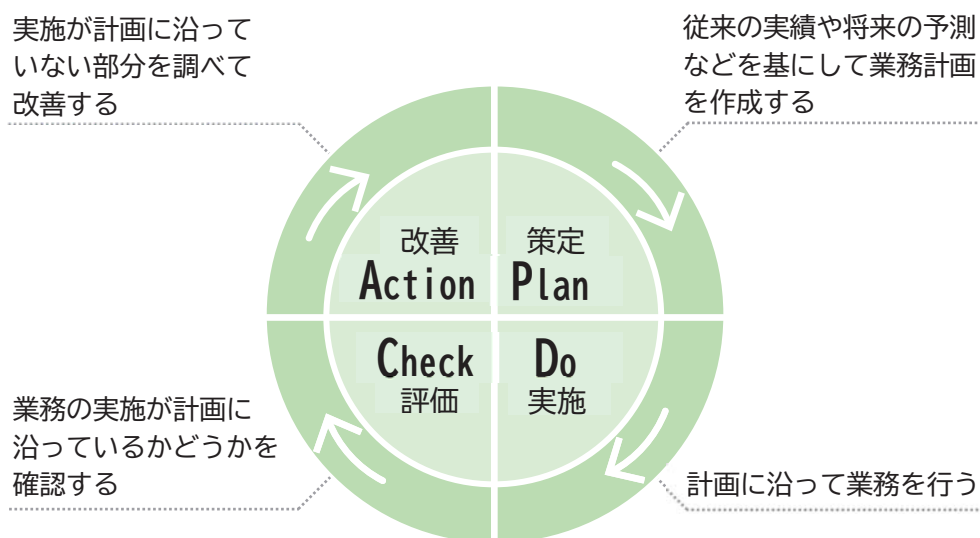 実施が計画に沿って
いない部分を調べて
改善する
従来の実績や将来の予測
などを基にして業務計画
を作成する
改善
Action
策定
Plan
Check
評価
Do
実施
業務の実施が計画に
沿っているかどうかを
確認する
計画に沿って業務を行う